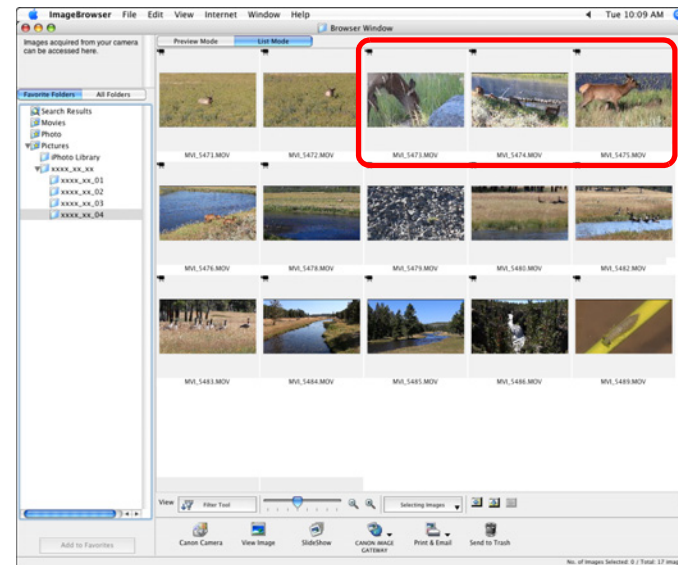 ImageBrowser File Edit View Internet Window Help Tue 10:09 AM
Browser Window
Images acquired from your camera
can be accessed here.
Preview Mode List Mode
Favorite Folders All Folders
Search Results
Movies
Photo
Pictures
iPhoto Library
xxxx_xx_xx
xxxx_xx_01
xxxx_xx_02
xxxx_xx_03
xxxx_xx_04
MVI_5471.MOV MVI_5472.MOV MVI_5473.MOV MVI_5474.MOV MVI_5475.MOV
MVI_5476.MOV MVI_5478.MOV MVI_5479.MOV MVI_5480.MOV MVI_5482.MOV
MVI_5483.MOV MVI_5484.MOV MVI_5485.MOV MVI_5486.MOV MVI_5489.MOV
View Filter Tool Selecting Images
Add to Favorites
Canon Camera View Image SlideShow CANON IMAGE GATEWAY Print & Email Send to Trash
No. of Images Selected: 0 / Total: 17 imag